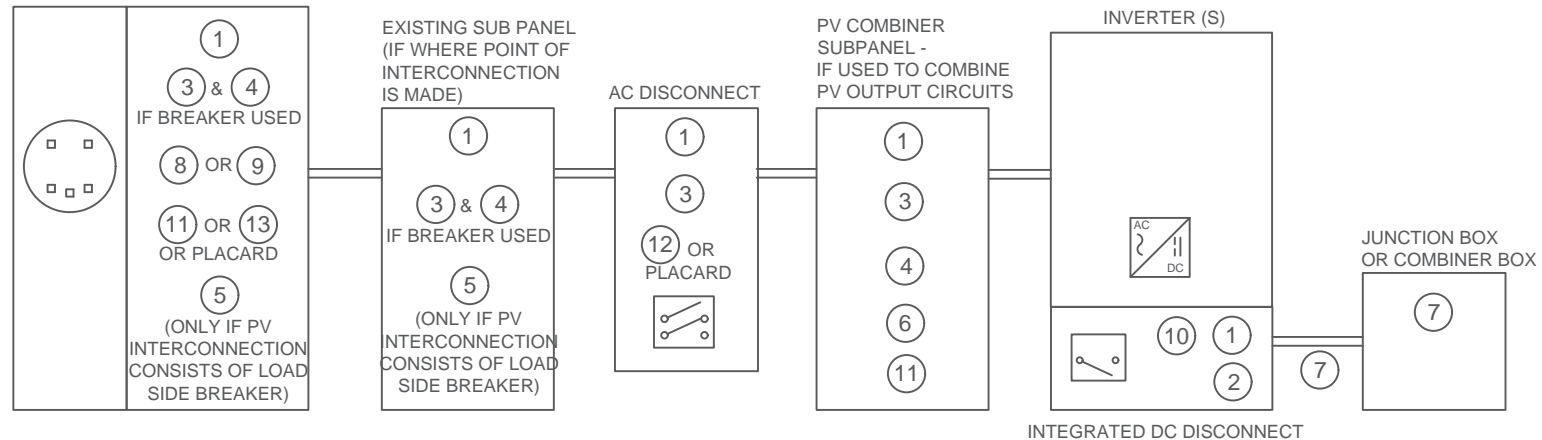 1
3 & 4
IF BREAKER USED
8 OR 9
11 OR 13
OR PLACARD
5
(ONLY IF PV
INTERCONNECTION
CONSISTS OF LOAD
SIDE BREAKER)
EXISTING SUB PANEL
(IF WHERE POINT OF
INTERCONNECTION
IS MADE)
1
3 & 4
IF BREAKER USED
5
(ONLY IF PV
INTERCONNECTION
CONSISTS OF LOAD
SIDE BREAKER)
AC DISCONNECT
1
3
12 OR
PLACARD
PV COMBINER
SUBPANEL -
IF USED TO COMBINE
PV OUTPUT CIRCUITS
1
3
4
6
11
INVERTER (S)
AC
DC
10 1
2
INTEGRATED DC DISCONNECT
7
JUNCTION BOX
OR COMBINER BOX
7